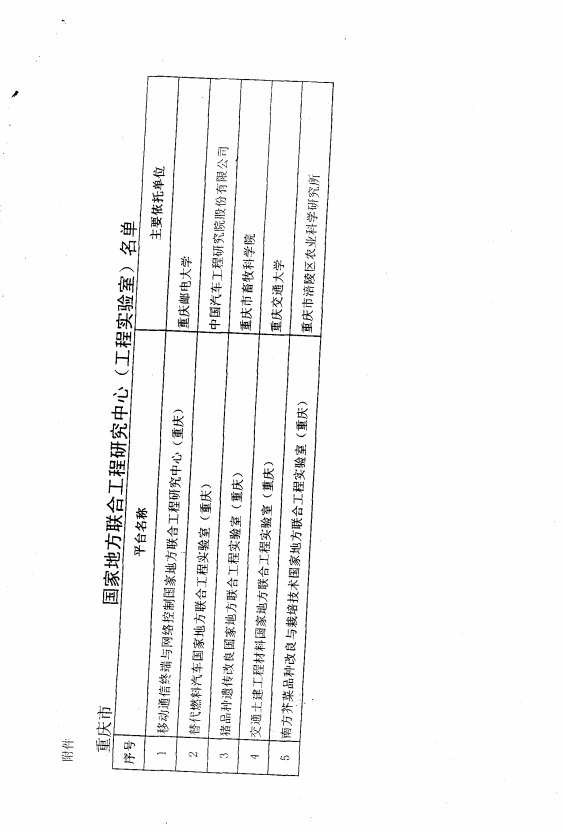 附件
国家地方联合工程研究中心（工程实验室）名单
重庆市
序号 平台名称 主要依托单位
1 移动通信终端与网络控制国家地方联合工程研究中心（重庆） 重庆邮电大学
2 替代燃料汽车国家地方联合工程实验室（重庆） 中国汽车工程研究院股份有限公司
3 猪品种遗传改良国家地方联合工程实验室（重庆） 重庆市畜牧科学院
4 交通土建工程材料国家地方联合工程实验室（重庆） 重庆交通大学
5 南方芥菜品种改良与栽培技术国家地方联合工程实验室（重庆） 重庆市涪陵区农业科学研究所